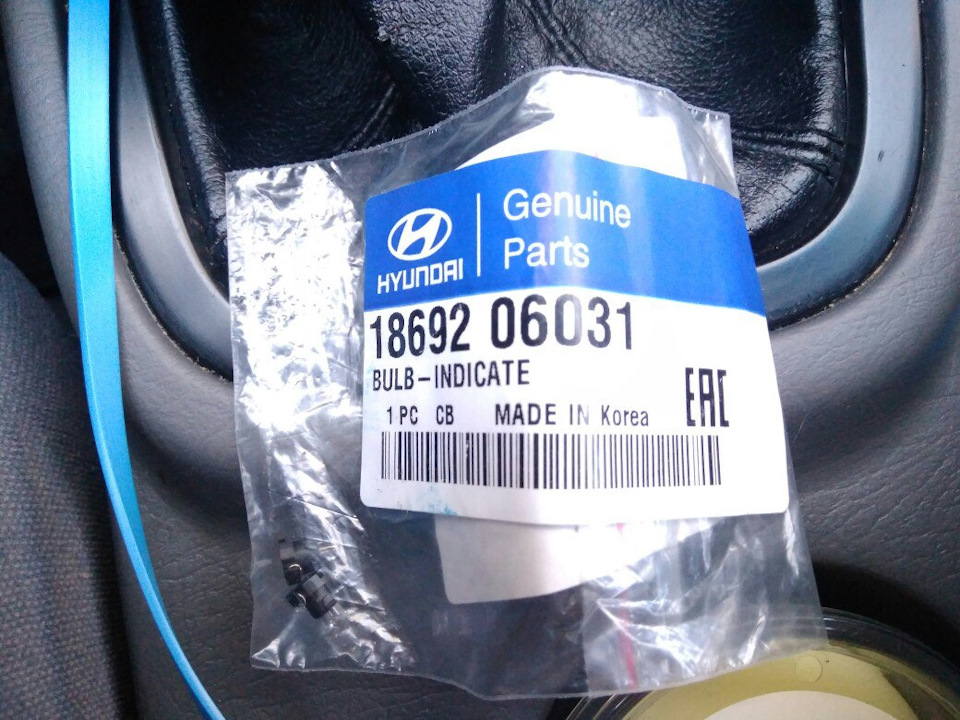 HYUNDAI
Genuine
Parts
18692 06031
BULB-INDICATE
1 PC CB MADE IN Korea
EAC